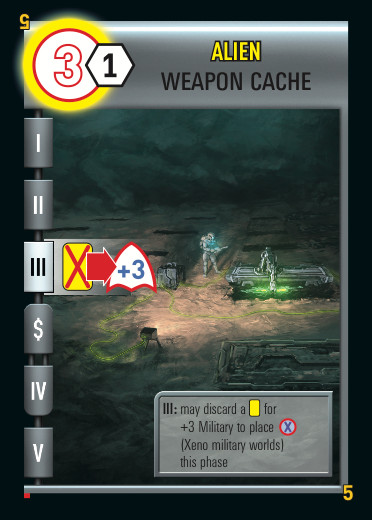 5
3 1
ALIEN
WEAPON CACHE
I
II
III
+3
$
IV
V
III: may discard a for
+3 Military to place X
(Xeno military worlds)
this phase
5